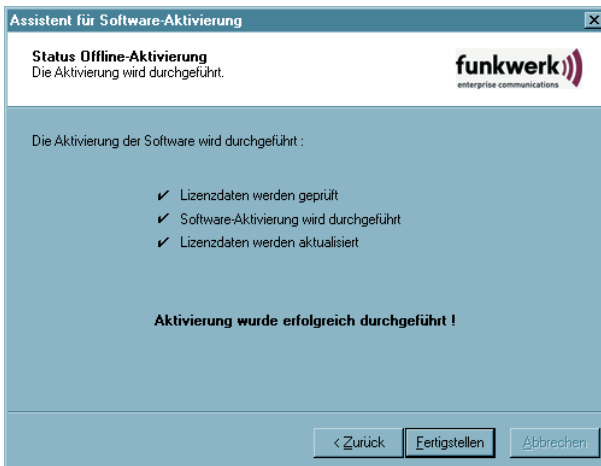 Assistent für Software-Aktivierung
Status Offline-Aktivierung
Die Aktivierung wird durchgeführt.
funkwerk
enterprise communications
Die Aktivierung der Software wird durchgeführt :
✔ Lizenzdaten werden geprüft
✔ Software-Aktivierung wird durchgeführt
✔ Lizenzdaten werden aktualisiert
Aktivierung wurde erfolgreich durchgeführt !
< Zurück
Fertigstellen
Abbrechen